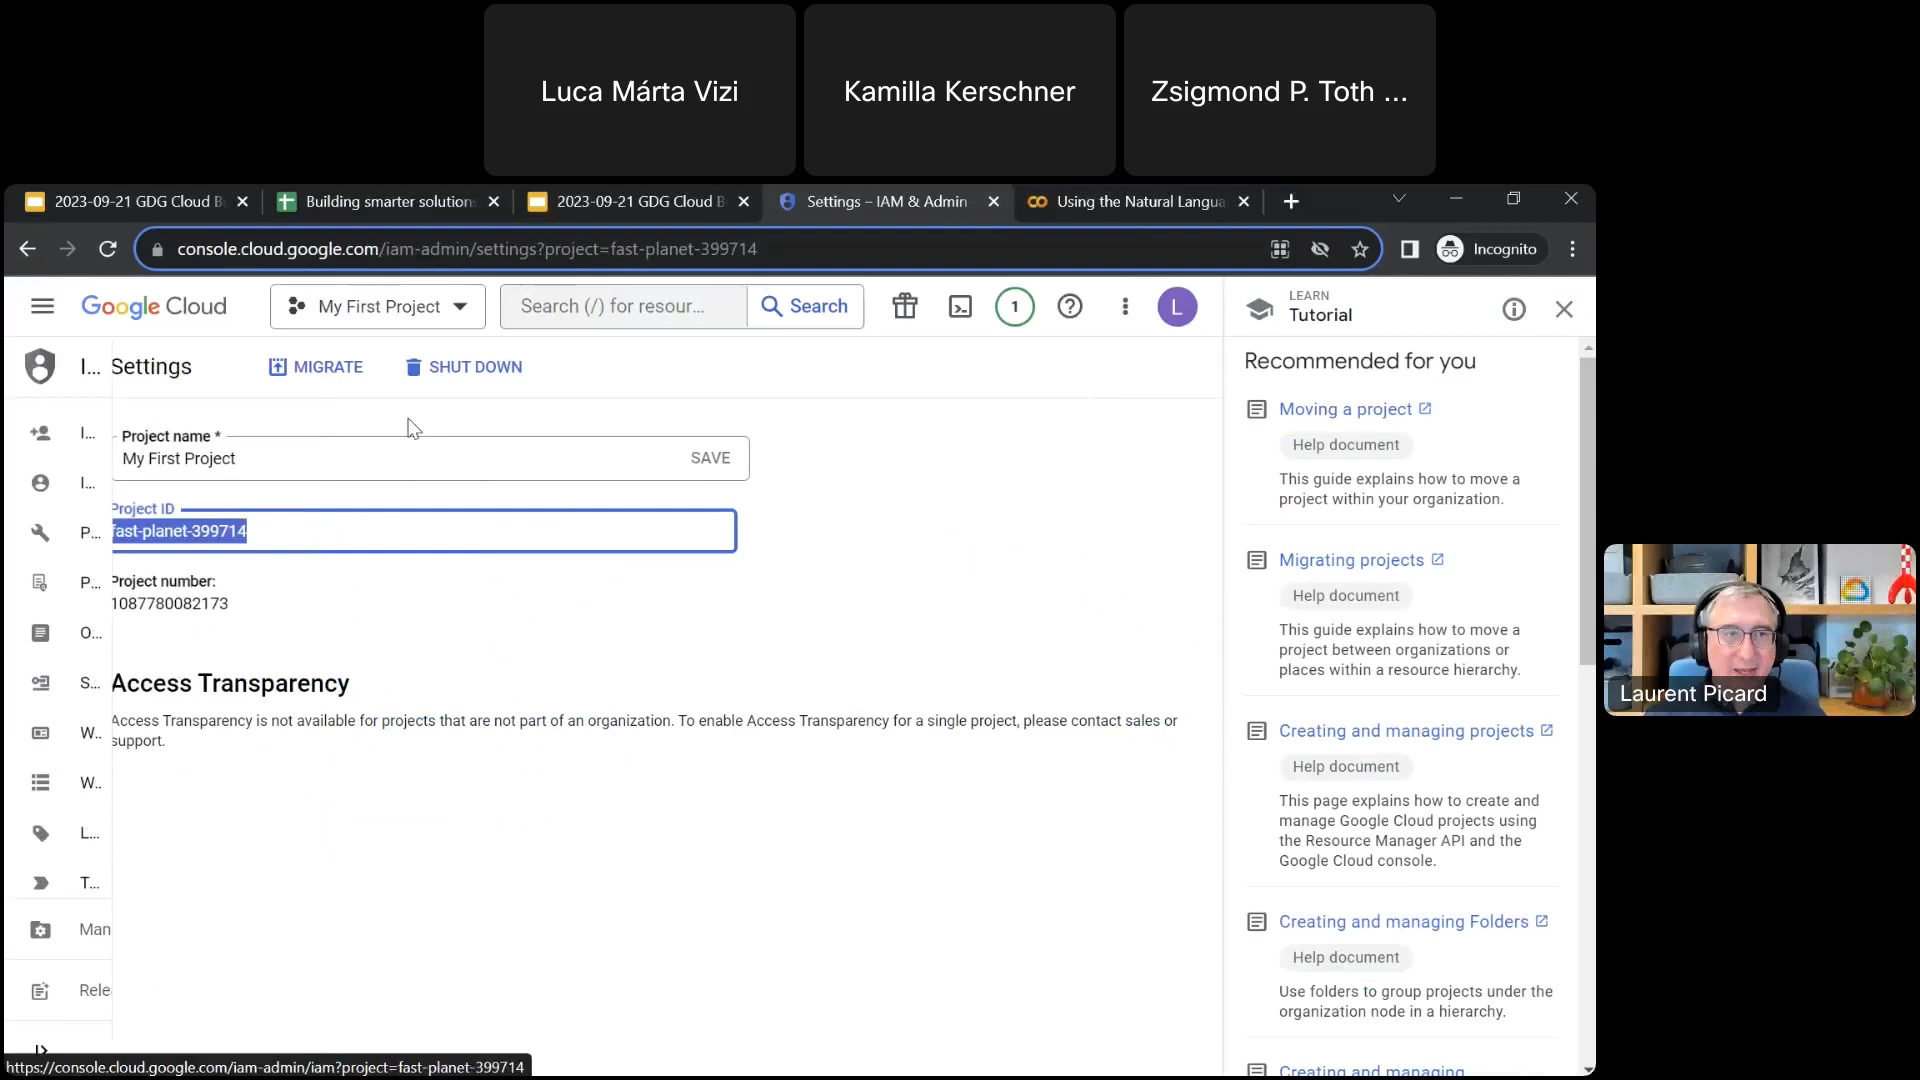 Luca Márta Vizi
Kamilla Kerschner
Zsigmond P. Toth ...
2023-09-21 GDG Cloud B
Building smarter solutions
2023-09-21 GDG Cloud B
Settings – IAM & Admin
Using the Natural Langua
console.cloud.google.com/iam-admin/settings?project=fast-planet-399714
Incognito
Google Cloud
My First Project
Search (/) for resour...
Search
1
L
LEARN
Tutorial
I...
Settings
MIGRATE
SHUT DOWN
Recommended for you
I...
I...
P...
P...
O...
S...
W..
W..
L...
T...
Man
Rele
Project name *
My First Project
SAVE
Project ID
fast-planet-399714
Project number:
1087780082173
Access Transparency
Access Transparency is not available for projects that are not part of an organization. To enable Access Transparency for a single project, please contact sales or
support.
Moving a project
Help document
This guide explains how to move a
project within your organization.
Migrating projects
Help document
This guide explains how to move a
project between organizations or
places within a resource hierarchy.
Creating and managing projects
Help document
This page explains how to create and
manage Google Cloud projects using
the Resource Manager API and the
Google Cloud console.
Creating and managing Folders
Help document
Use folders to group projects under the
organization node in a hierarchy.
Creating and managing
https://console.cloud.google.com/iam-admin/iam?project=fast-planet-399714
Laurent Picard